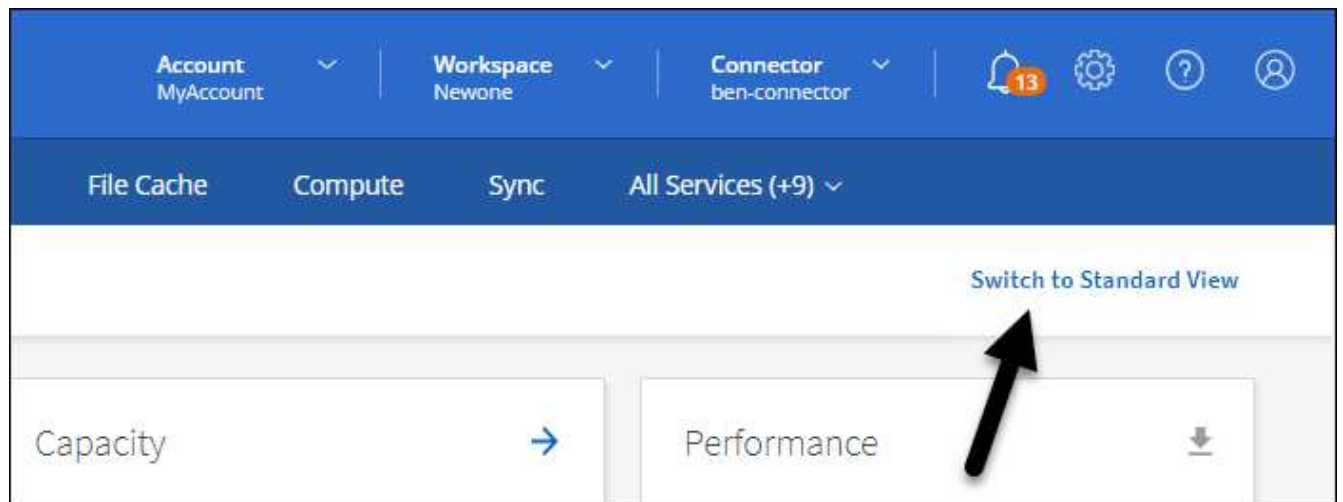 Account Workspace Connector
MyAccount Newone ben-connector 13
File Cache Compute Sync All Services (+9)
Switch to Standard View
Capacity Performance